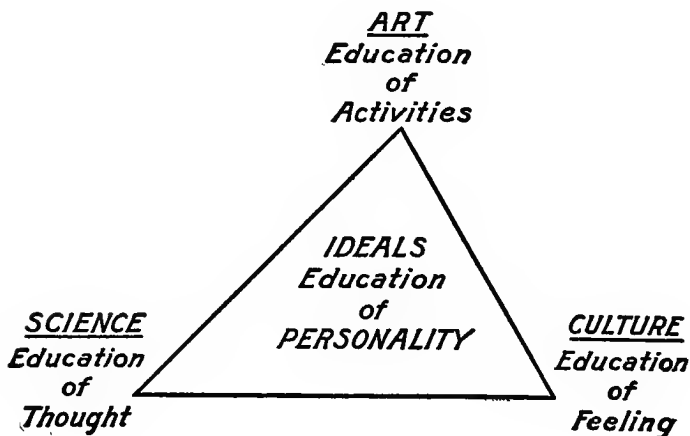 ART
Education
of
Activities
IDEALS
Education
of
PERSONALITY
SCIENCE
Education
of
Thought
CULTURE
Education
of
Feeling